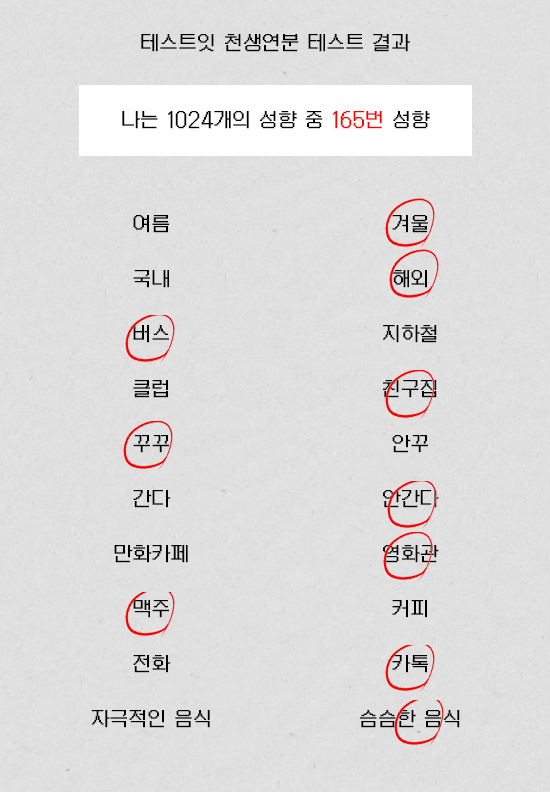 테스트잇 천생연분 테스트 결과
나는 1024개의 성향 중 165번 성향
여름 겨울
국내 해외
버스 지하철
클럽 친구집
꾸꾸 안꾸
간다 안간다
만화카페 영화관
맥주 커피
전화 카톡
자극적인 음식 슴슴한 음식